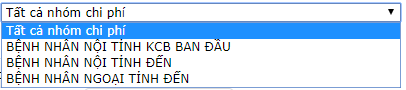 Tất cả nhóm chi phí
Tất cả nhóm chi phí
BỆNH NHÂN NỘI TỈNH KCB BAN ĐẦU
BỆNH NHÂN NỘI TỈNH ĐẾN
BỆNH NHÂN NGOẠI TỈNH ĐẾN